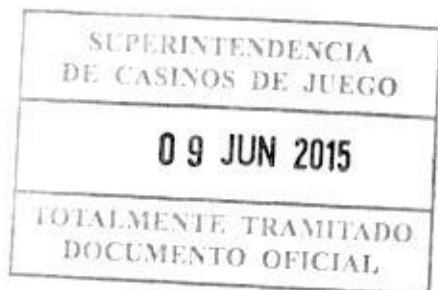 SUPERINTENDENCIA
DE CASINOS DE JUEGO
09 JUN 2015
TOTALMENTE TRAMITADO
DOCUMENTO OFICIAL